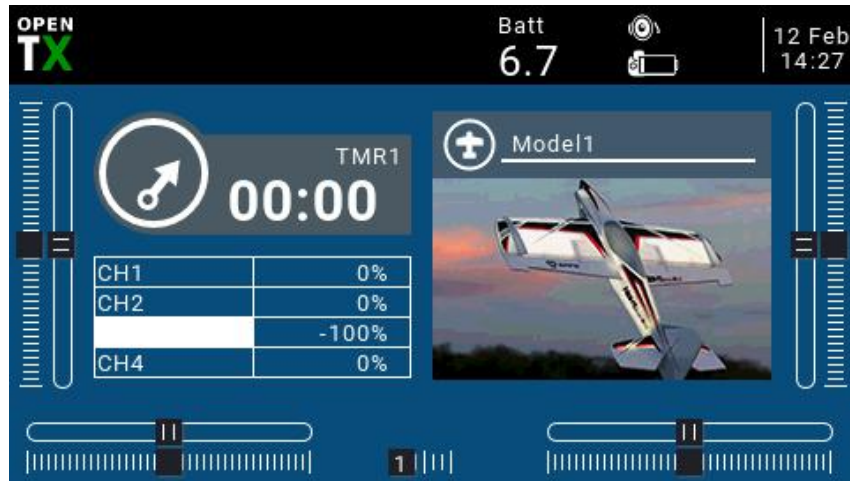 OPEN
TX
Batt
6.7
12 Feb
14:27
TMR1
00:00
Model1
CH1 0%
CH2 0%
-100%
CH4 0%
1